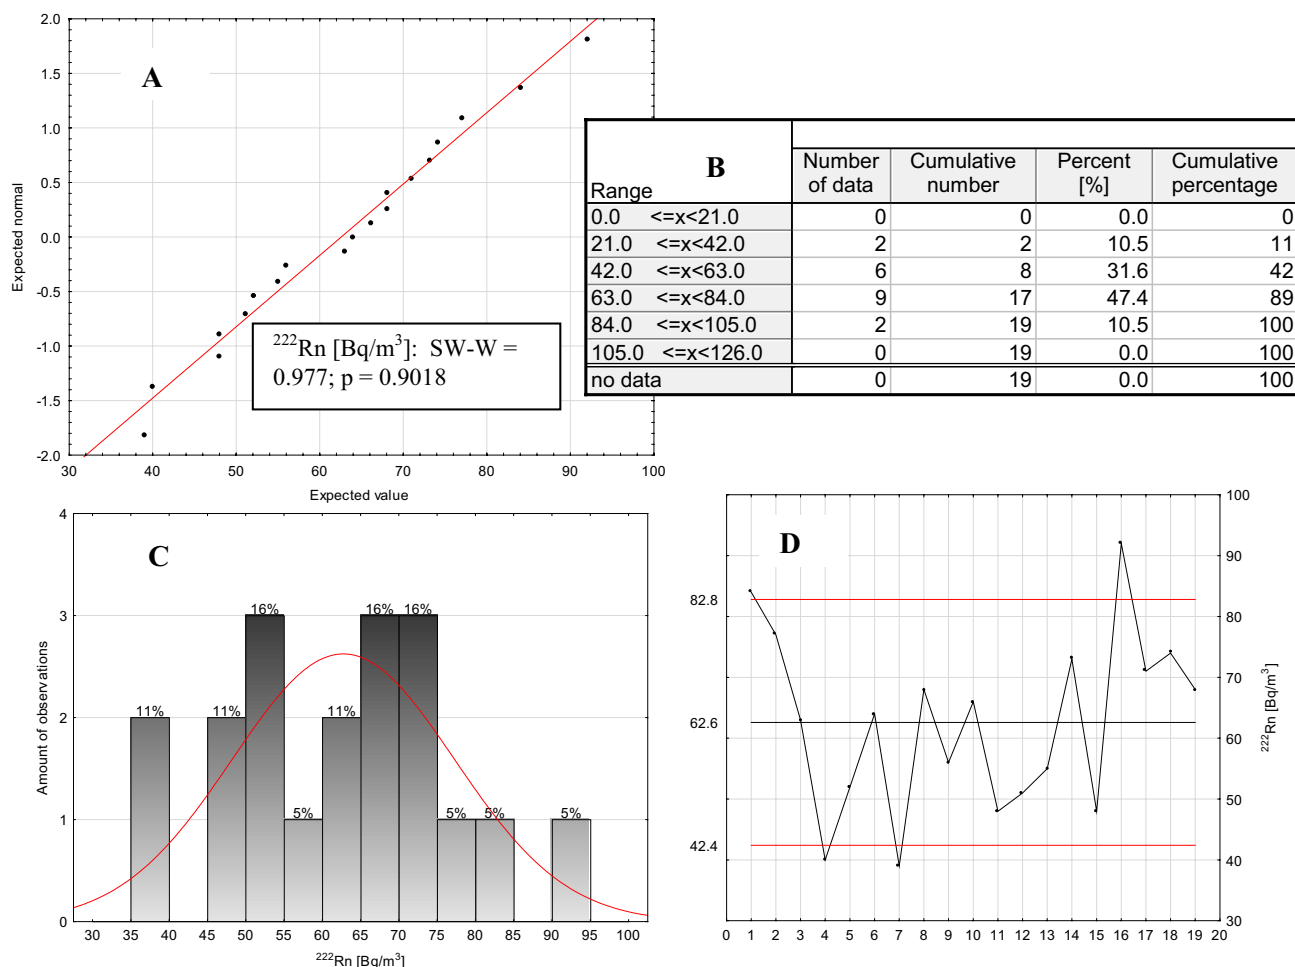 A
2.0
1.5
1.0
0.5
0.0
-0.5
-1.0
-1.5
-2.0
Expected normal
30 40 50 60 70 80 90 100
Expected value
²²²Rn [Bq/m³]: SW-W =
0.977; p = 0.9018
B
Range Number of data Cumulative number Percent [%] Cumulative percentage
0.0 <=x<21.0 0 0 0.0 0
21.0 <=x<42.0 2 2 10.5 11
42.0 <=x<63.0 6 8 31.6 42
63.0 <=x<84.0 9 17 47.4 89
84.0 <=x<105.0 2 19 10.5 100
105.0 <=x<126.0 0 19 0.0 100
no data 0 19 0.0 100
C
4
3
2
1
0
Amount of observations
11% 11% 16% 5% 11% 16% 16% 5% 5% 5%
30 35 40 45 50 55 60 65 70 75 80 85 90 95 100
²²²Rn [Bq/m³]
D
82.8
62.6
42.4
100
90
80
70
60
50
40
30
²²²Rn [Bq/m³]
0 1 2 3 4 5 6 7 8 9 10 11 12 13 14 15 16 17 18 19 20